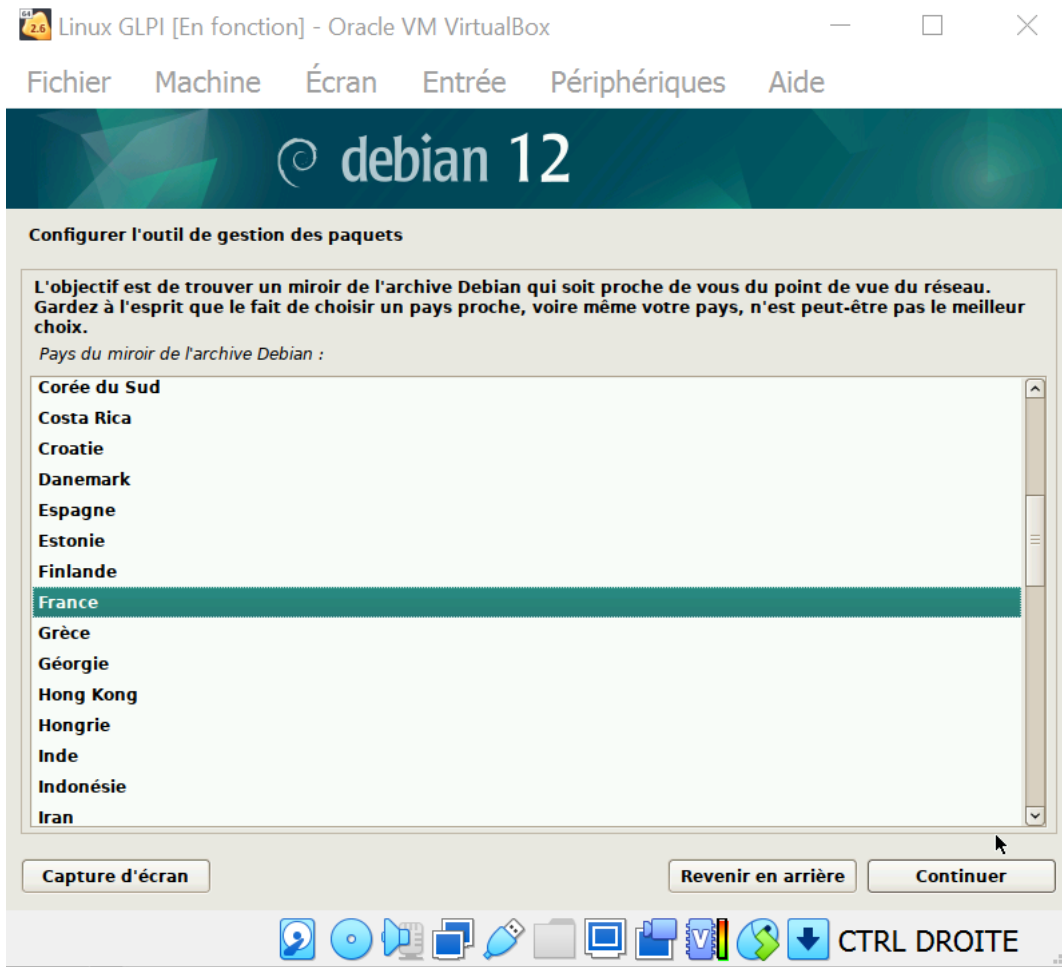 64
2.6
Linux GLPI [En fonction] - Oracle VM VirtualBox
Fichier Machine Écran Entrée Périphériques Aide
debian 12
Configurer l'outil de gestion des paquets
L'objectif est de trouver un miroir de l'archive Debian qui soit proche de vous du point de vue du réseau.
Gardez à l'esprit que le fait de choisir un pays proche, voire même votre pays, n'est peut-être pas le meilleur
choix.
Pays du miroir de l'archive Debian :
Corée du Sud
Costa Rica
Croatie
Danemark
Espagne
Estonie
Finlande
France
Grèce
Géorgie
Hong Kong
Hongrie
Inde
Indonésie
Iran
Capture d'écran Revenir en arrière Continuer
V CTRL DROITE